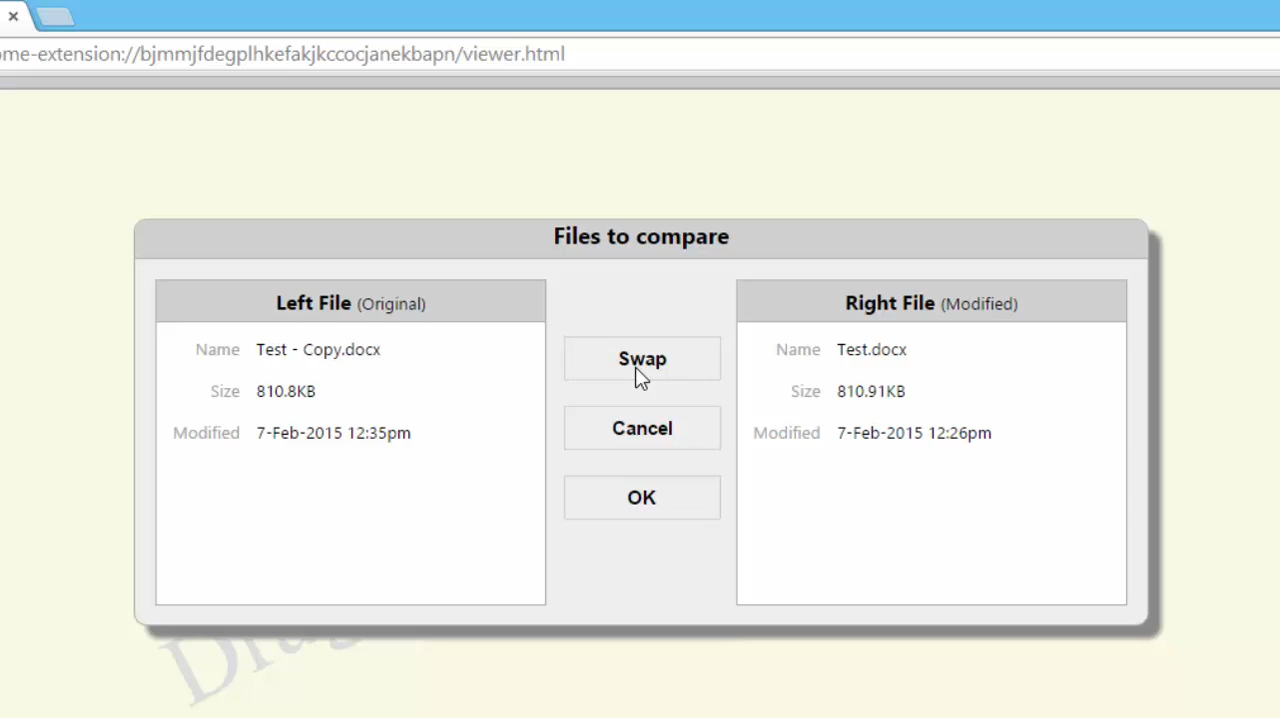 ome-extension://bjmmjfdegplhkefakjkccocjanekbapn/viewer.html
Files to compare
Left File (Original)
Name Test - Copy.docx
Size 810.8KB
Modified 7-Feb-2015 12:35pm
Swap
Cancel
OK
Right File (Modified)
Name Test.docx
Size 810.91KB
Modified 7-Feb-2015 12:26pm